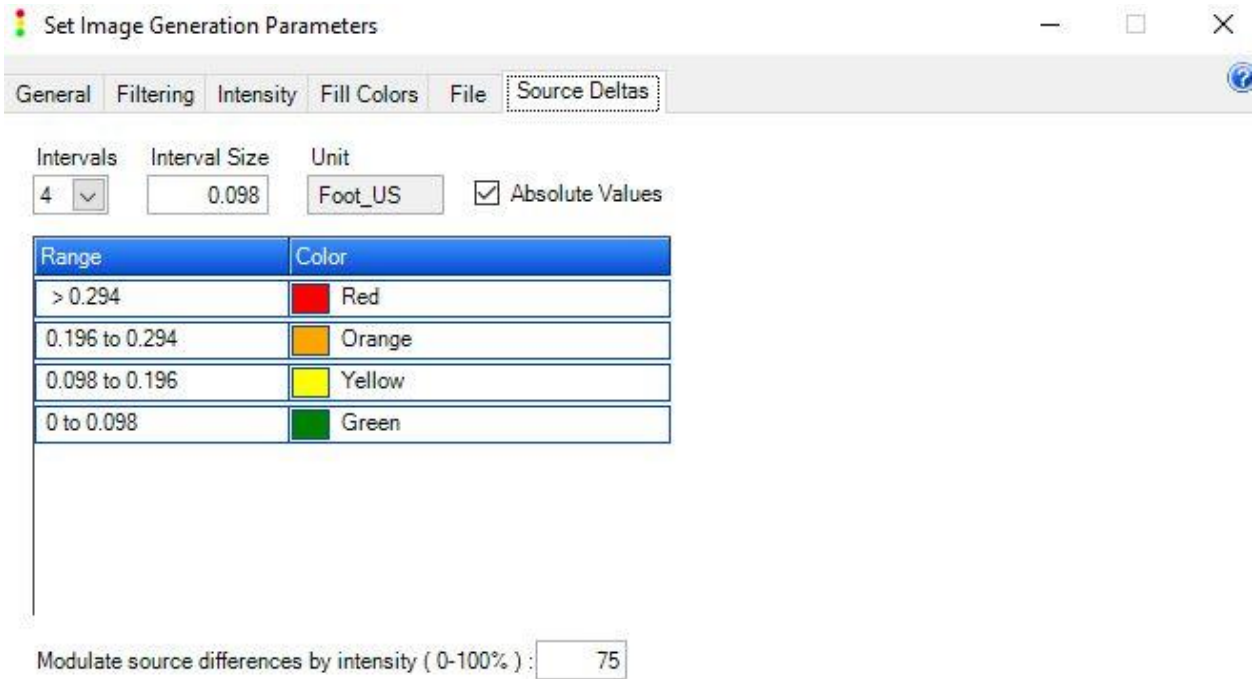 Set Image Generation Parameters
General Filtering Intensity Fill Colors File Source Deltas
Intervals Interval Size Unit
4 0.098 Foot_US Absolute Values
Range Color
> 0.294 Red
0.196 to 0.294 Orange
0.098 to 0.196 Yellow
0 to 0.098 Green
Modulate source differences by intensity ( 0-100% ) : 75